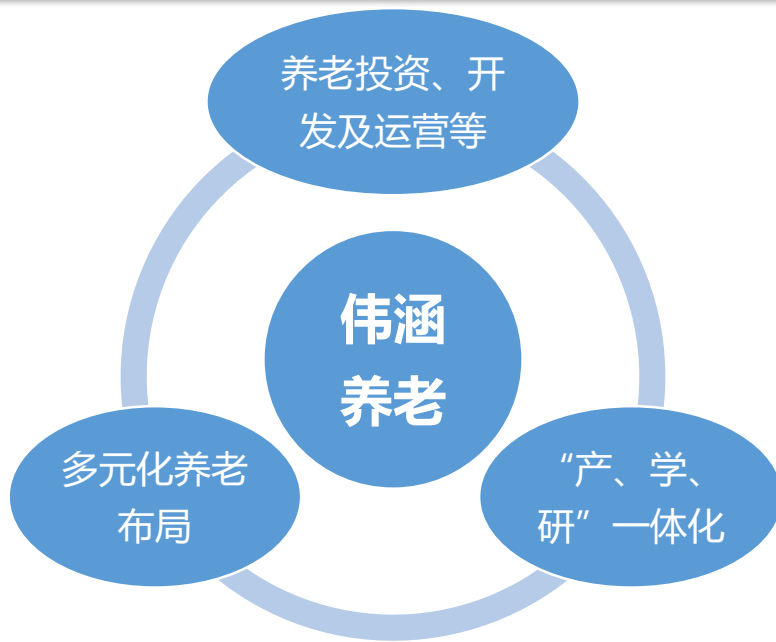 养老投资、开
发及运营等
伟涵
养老
多元化养老
布局
“产、学、
研”一体化